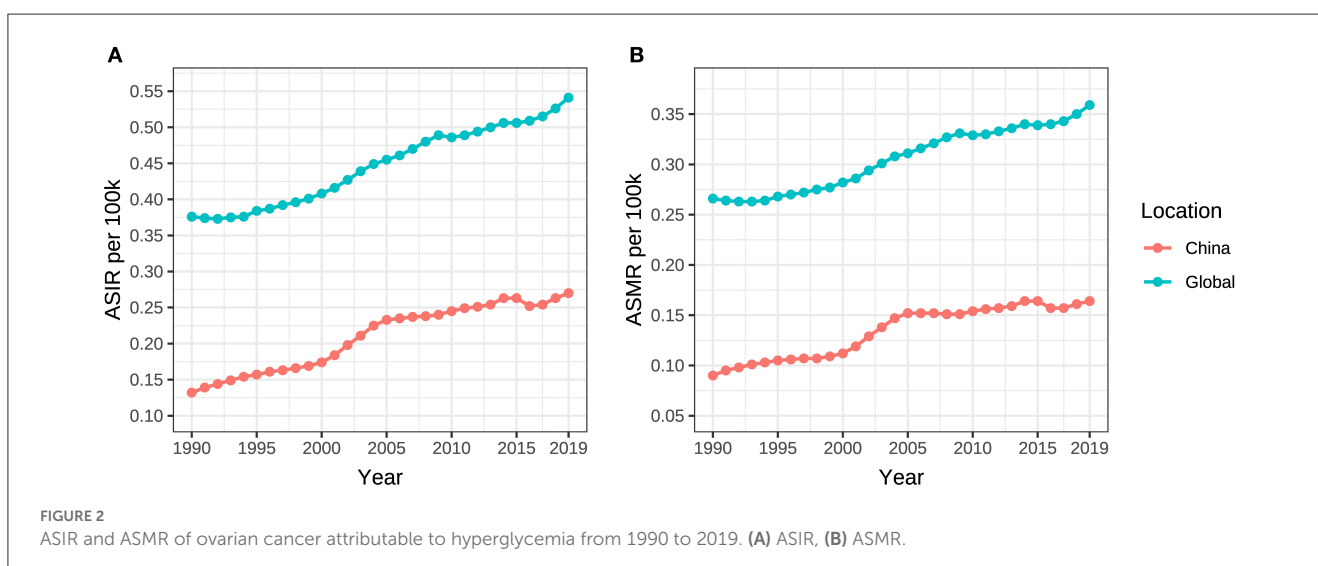 A
B
0.55
0.50
0.45
0.40
0.35
0.30
0.25
0.20
0.15
0.10
ASIR per 100k
1990 1995 2000 2005 2010 2015 2019
Year
0.35
0.30
0.25
0.20
0.15
0.10
0.05
ASMR per 100k
1990 1995 2000 2005 2010 2015 2019
Year
Location
China
Global
FIGURE 2
ASIR and ASMR of ovarian cancer attributable to hyperglycemia from 1990 to 2019. (A) ASIR, (B) ASMR.